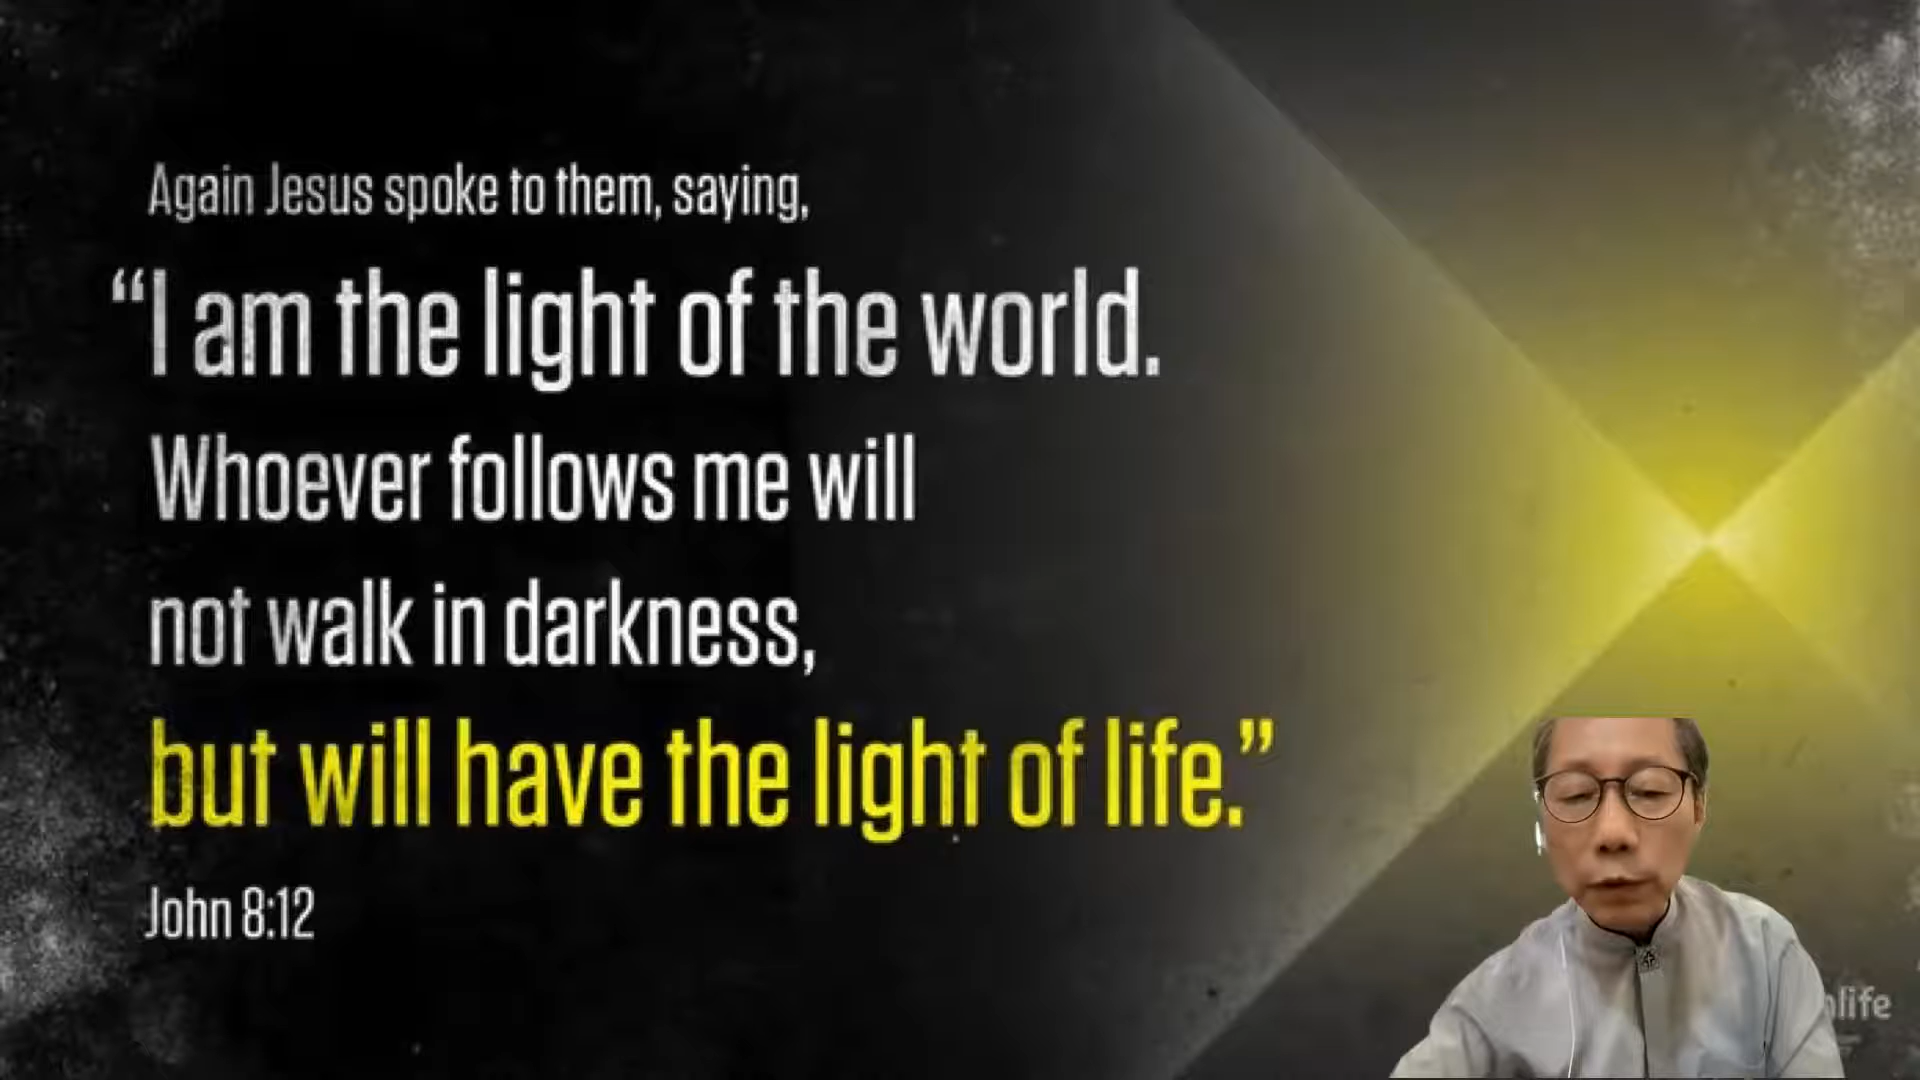 Again Jesus spoke to them, saying,
“I am the light of the world.
Whoever follows me will
not walk in darkness,
but will have the light of life.”
John 8:12